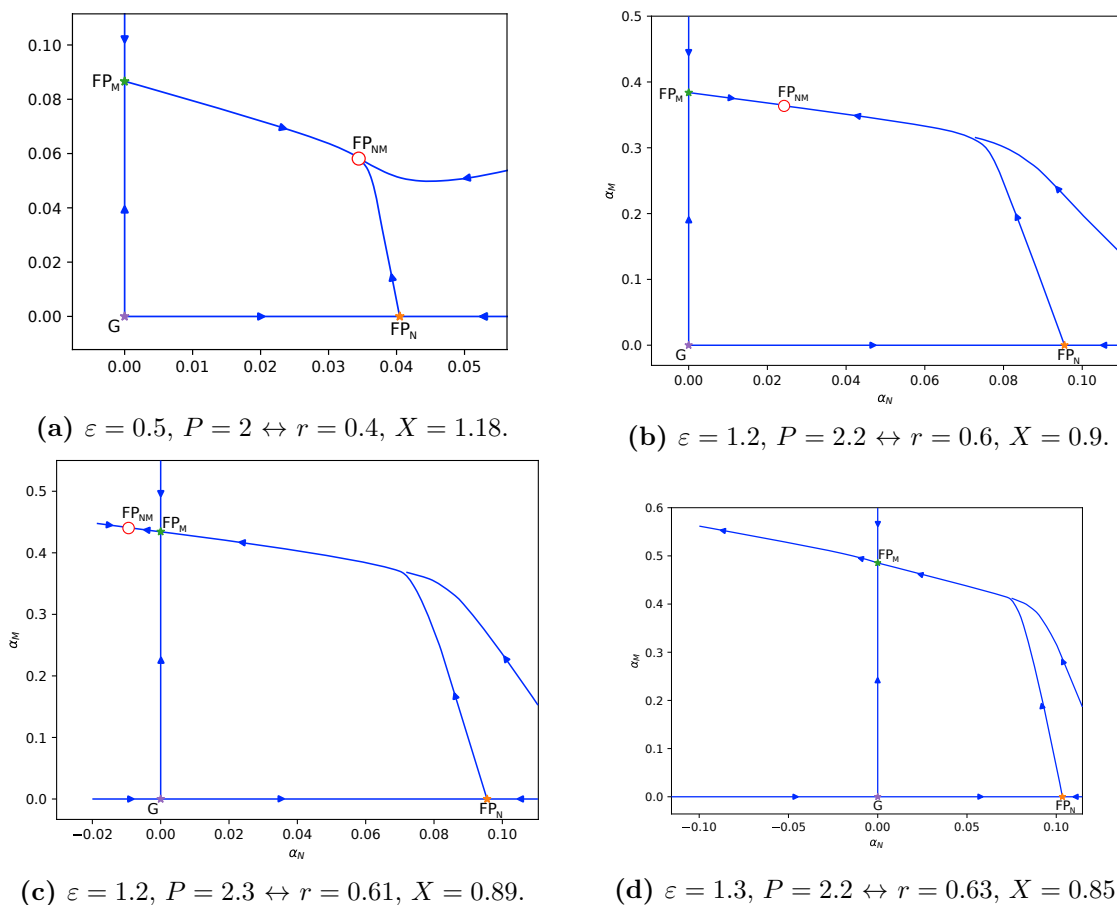 0.10
FP_M
0.08
0.06
FP_NM
0.04
0.02
0.00
G
FP_N
0.00 0.01 0.02 0.03 0.04 0.05
(a) ε = 0.5, P = 2 ↔ r = 0.4, X = 1.18.
0.5
0.4
FP_M
FP_NM
0.3
α_M
0.2
0.1
0.0
G
FP_N
0.00 0.02 0.04 0.06 0.08 0.10
α_N
(b) ε = 1.2, P = 2.2 ↔ r = 0.6, X = 0.9.
0.5
FP_NM
FP_M
0.4
0.3
α_M
0.2
0.1
0.0
G
FP_N
−0.02 0.00 0.02 0.04 0.06 0.08 0.10
α_N
(c) ε = 1.2, P = 2.3 ↔ r = 0.61, X = 0.89.
0.6
0.5
FP_M
0.4
0.3
α_M
0.2
0.1
0.0
G
FP_N
−0.10 −0.05 0.00 0.05 0.10
α_N
(d) ε = 1.3, P = 2.2 ↔ r = 0.63, X = 0.85